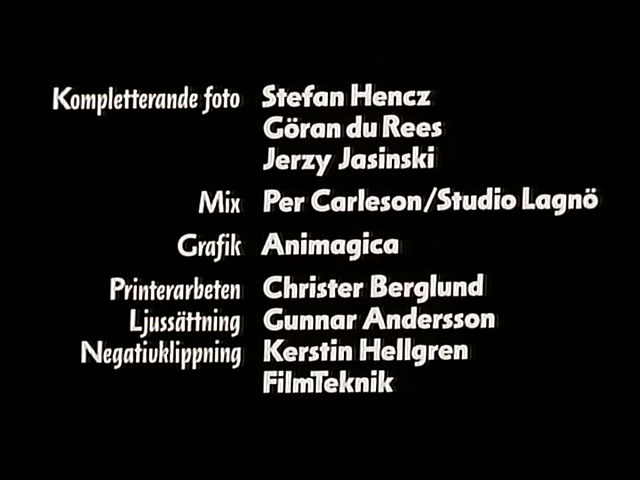 Kompletterande foto Stefan Hencz
Göran du Rees
Jerzy Jasinski
Mix Per Carleson/Studio Lagnö
Grafik Animagica
Printerarbeten Christer Berglund
Ljussättning Gunnar Andersson
Negativklippning Kerstin Hellgren
FilmTeknik